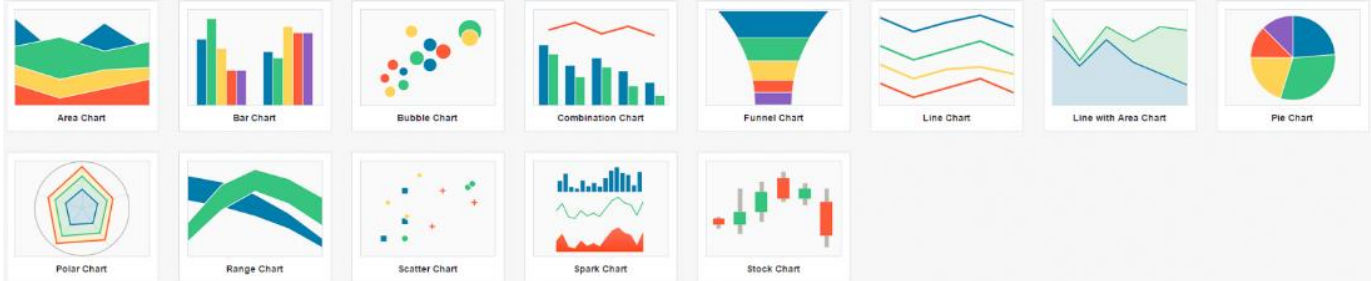 Area Chart
Bar Chart
Bubble Chart
Combination Chart
Funnel Chart
Line Chart
Line with Area Chart
Pie Chart
Polar Chart
Range Chart
Scatter Chart
Spark Chart
Stock Chart